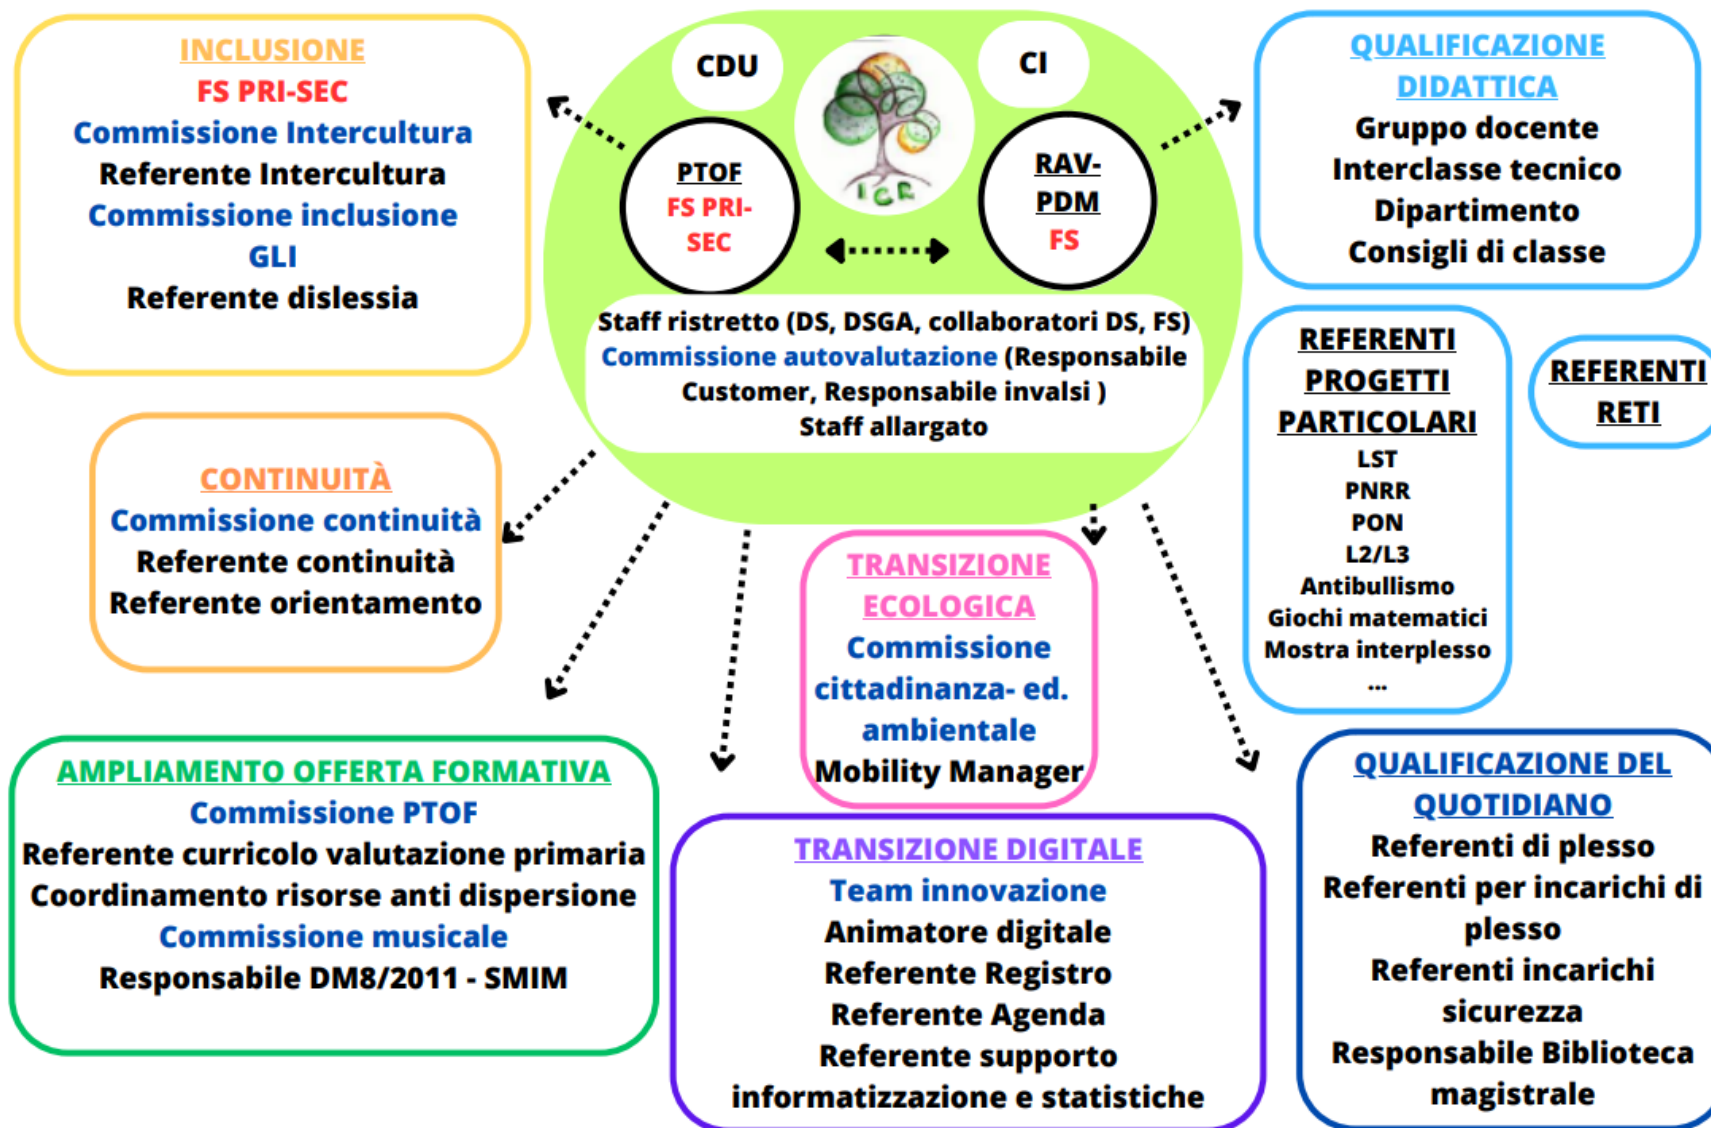 INCLUSIONE
FS PRI-SEC
Commissione Intercultura
Referente Intercultura
Commissione inclusione
GLI
Referente dislessia
CDU
CI
ICR
PTOF
FS PRI-
SEC
RAV-
PDM
FS
Staff ristretto (DS, DSGA, collaboratori DS, FS)
Commissione autovalutazione (Responsabile
Customer, Responsabile invalsi )
Staff allargato
QUALIFICAZIONE
DIDATTICA
Gruppo docente
Interclasse tecnico
Dipartimento
Consigli di classe
REFERENTI
PROGETTI
PARTICOLARI
LST
PNRR
PON
L2/L3
Antibullismo
Giochi matematici
Mostra interplesso
...
REFERENTI
RETI
CONTINUITÀ
Commissione continuità
Referente continuità
Referente orientamento
TRANSIZIONE
ECOLOGICA
Commissione
cittadinanza- ed.
ambientale
Mobility Manager
AMPLIAMENTO OFFERTA FORMATIVA
Commissione PTOF
Referente curricolo valutazione primaria
Coordinamento risorse anti dispersione
Commissione musicale
Responsabile DM8/2011 - SMIM
TRANSIZIONE DIGITALE
Team innovazione
Animatore digitale
Referente Registro
Referente Agenda
Referente supporto
informatizzazione e statistiche
QUALIFICAZIONE DEL
QUOTIDIANO
Referenti di plesso
Referenti per incarichi di
plesso
Referenti incarichi
sicurezza
Responsabile Biblioteca
magistrale